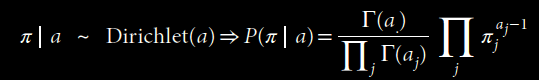 π | a ~ Dirichlet(a) ⇒ P(π | a) = Γ(a.) / ∏_j Γ(a_j) ∏_j π_j^{a_j−1}